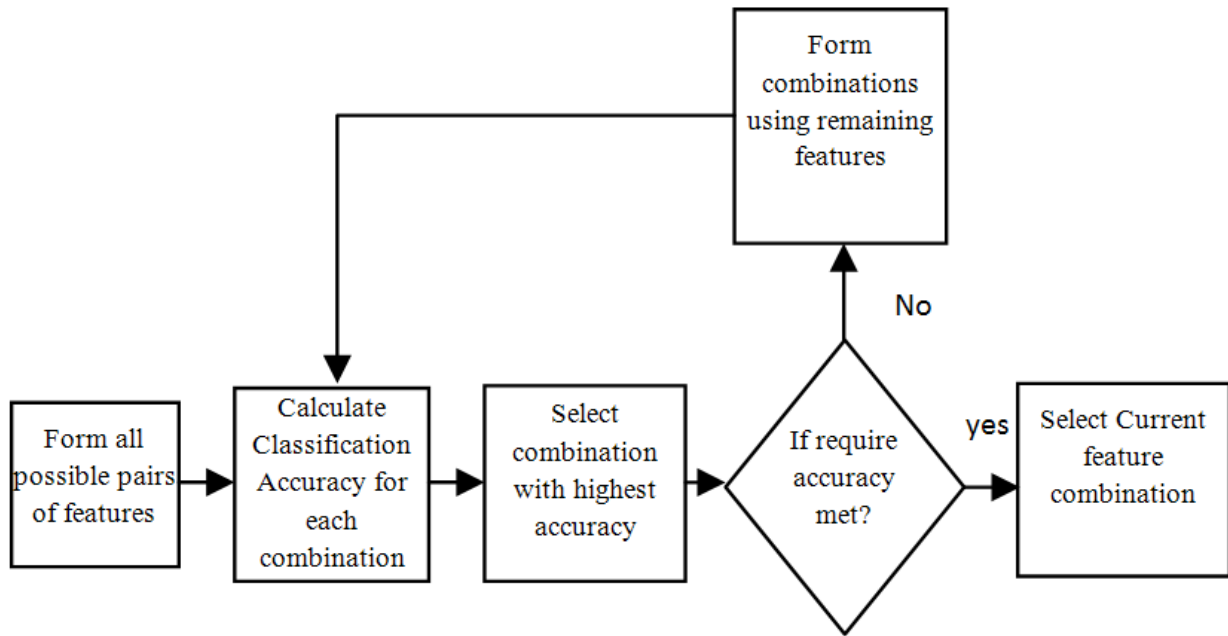 Form all
possible pairs
of features
Calculate
Classification
Accuracy for
each
combination
Select
combination
with highest
accuracy
If require
accuracy
met?
No
Form
combinations
using remaining
features
yes
Select Current
feature
combination